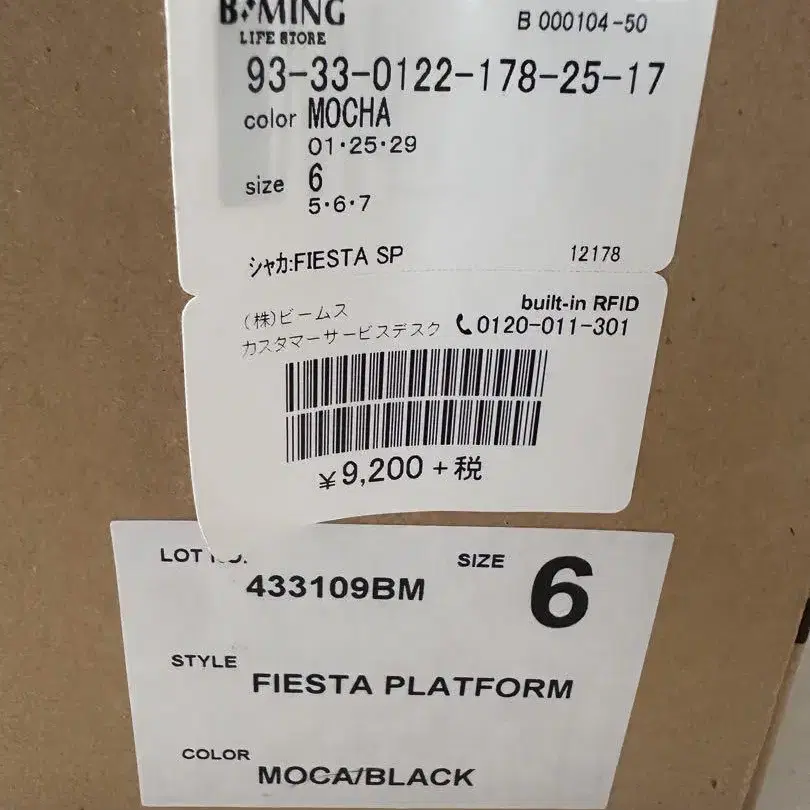 B:MING
B 000104-50
LIFE STORE
93-33-0122-178-25-17
color MOCHA
01・25・29
size 6
5・6・7
シャカ:FIESTA SP
12178
built-in RFID
(株)ビームス
カスタマーサービスデスク
0120-011-301
¥9,200+税
LOT NO.
433109BM
SIZE
6
STYLE
FIESTA PLATFORM
COLOR
MOCA/BLACK